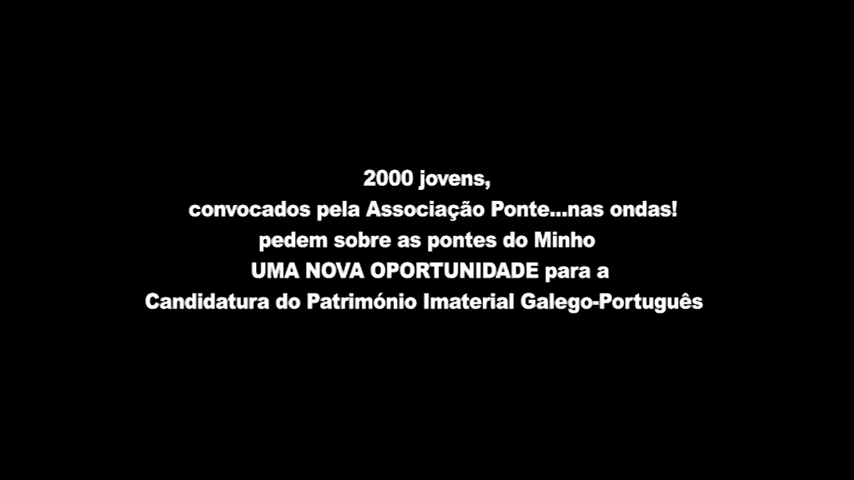 2000 jovens,
convocados pela Associação Ponte...nas ondas!
pedem sobre as pontes do Minho
UMA NOVA OPORTUNIDADE para a
Candidatura do Património Imaterial Galego-Português